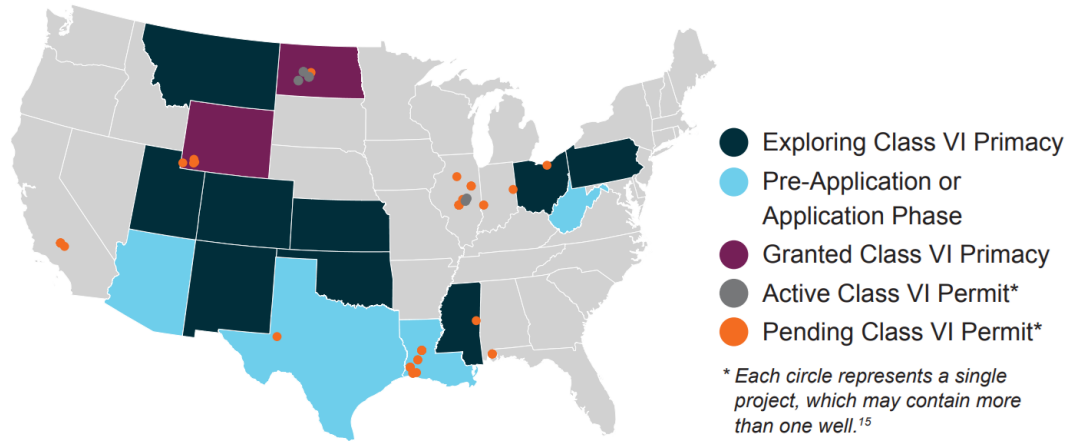 Exploring Class VI Primacy
Pre-Application or
Application Phase
Granted Class VI Primacy
Active Class VI Permit*
Pending Class VI Permit*
* Each circle represents a single
project, which may contain more
than one well.15